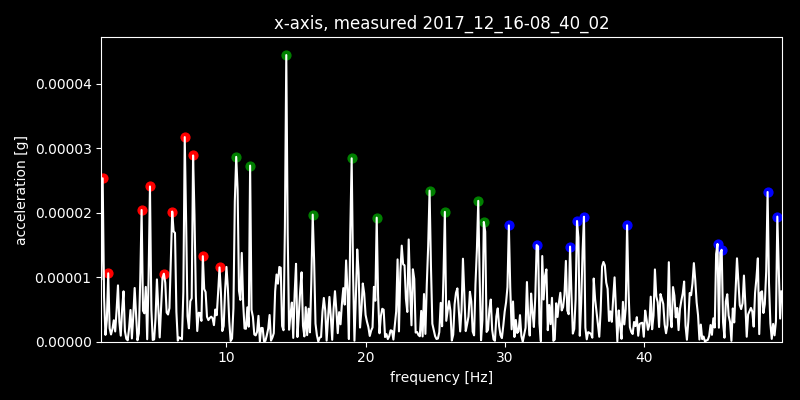 x-axis, measured 2017_12_16-08_40_02
acceleration [g]
0.00004
0.00003
0.00002
0.00001
0.00000
10 20 30 40
frequency [Hz]